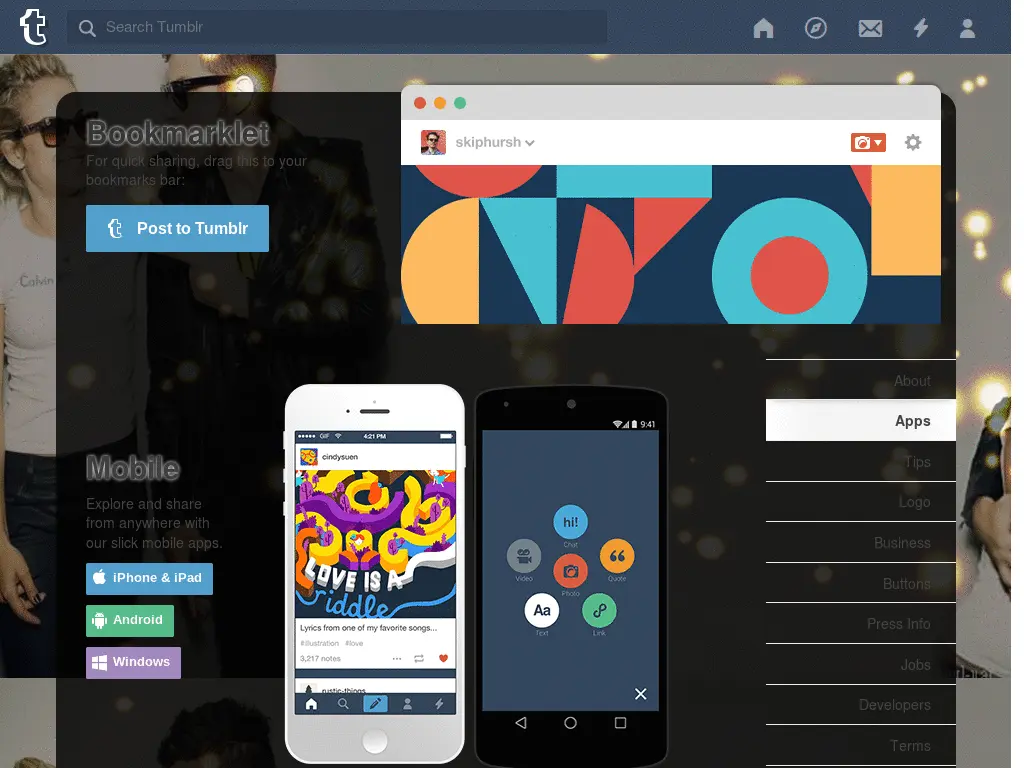 Search Tumblr
Bookmarklet
For quick sharing, drag this to your
bookmarks bar:
Post to Tumblr
skiphursh
Calvin
About
Apps
Tips
Logo
Business
Buttons
Press Info
Jobs
Developers
Terms
Mobile
Explore and share
from anywhere with
our slick mobile apps.
iPhone & iPad
Android
Windows
GIF
4:21 PM
cindysuen
LOVE IS A
riddle
Lyrics from one of my favorite songs...
#illustration #love
3,217 notes
rustic-things
9:41
hi!
Chat
Video
Quote
Photo
Aa
Text
Link